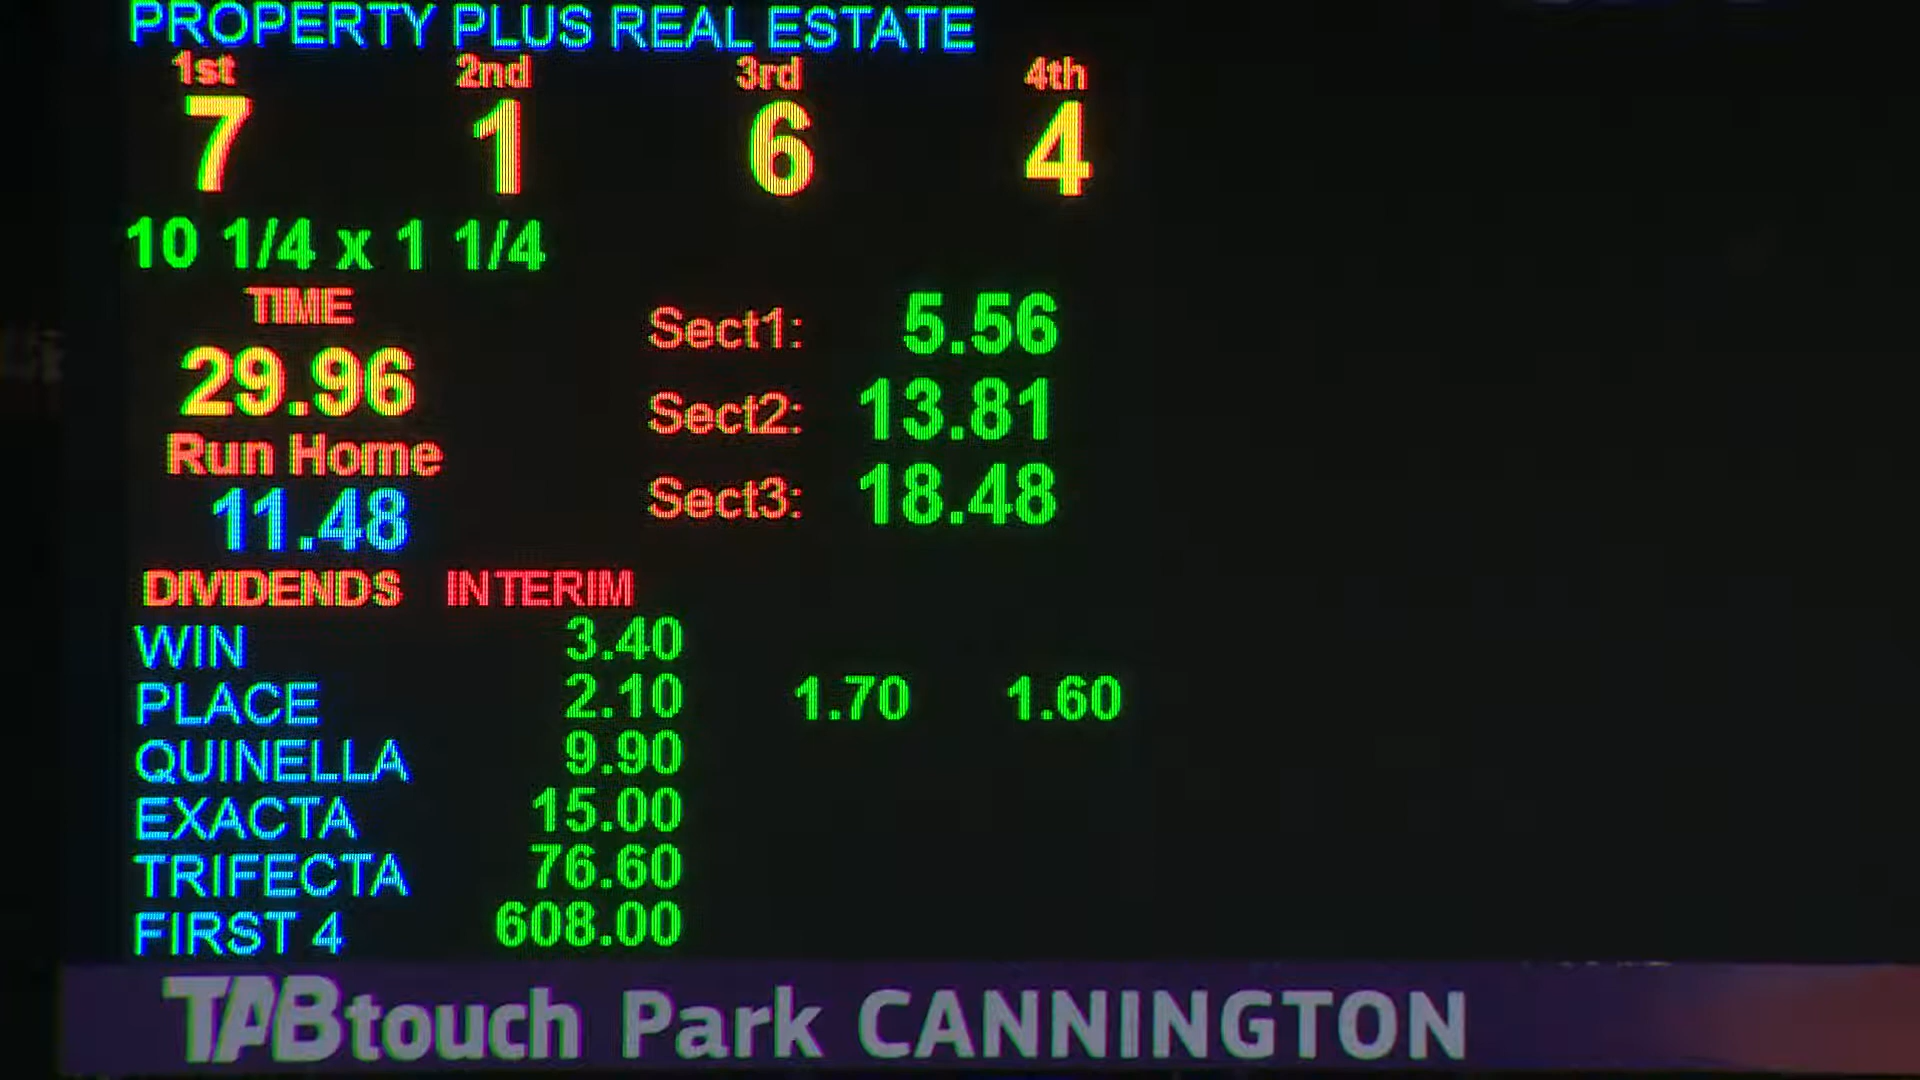 PROPERTY PLUS REAL ESTATE
1st 2nd 3rd 4th
7 1 6 4
10 1/4 x 1 1/4
TIME
29.96
Run Home
11.48
Sect1: 5.56
Sect2: 13.81
Sect3: 18.48
DIVIDENDS INTERIM
WIN 3.40
PLACE 2.10 1.70 1.60
QUINELLA 9.90
EXACTA 15.00
TRIFECTA 76.60
FIRST 4 608.00
TABtouch Park CANNINGTON